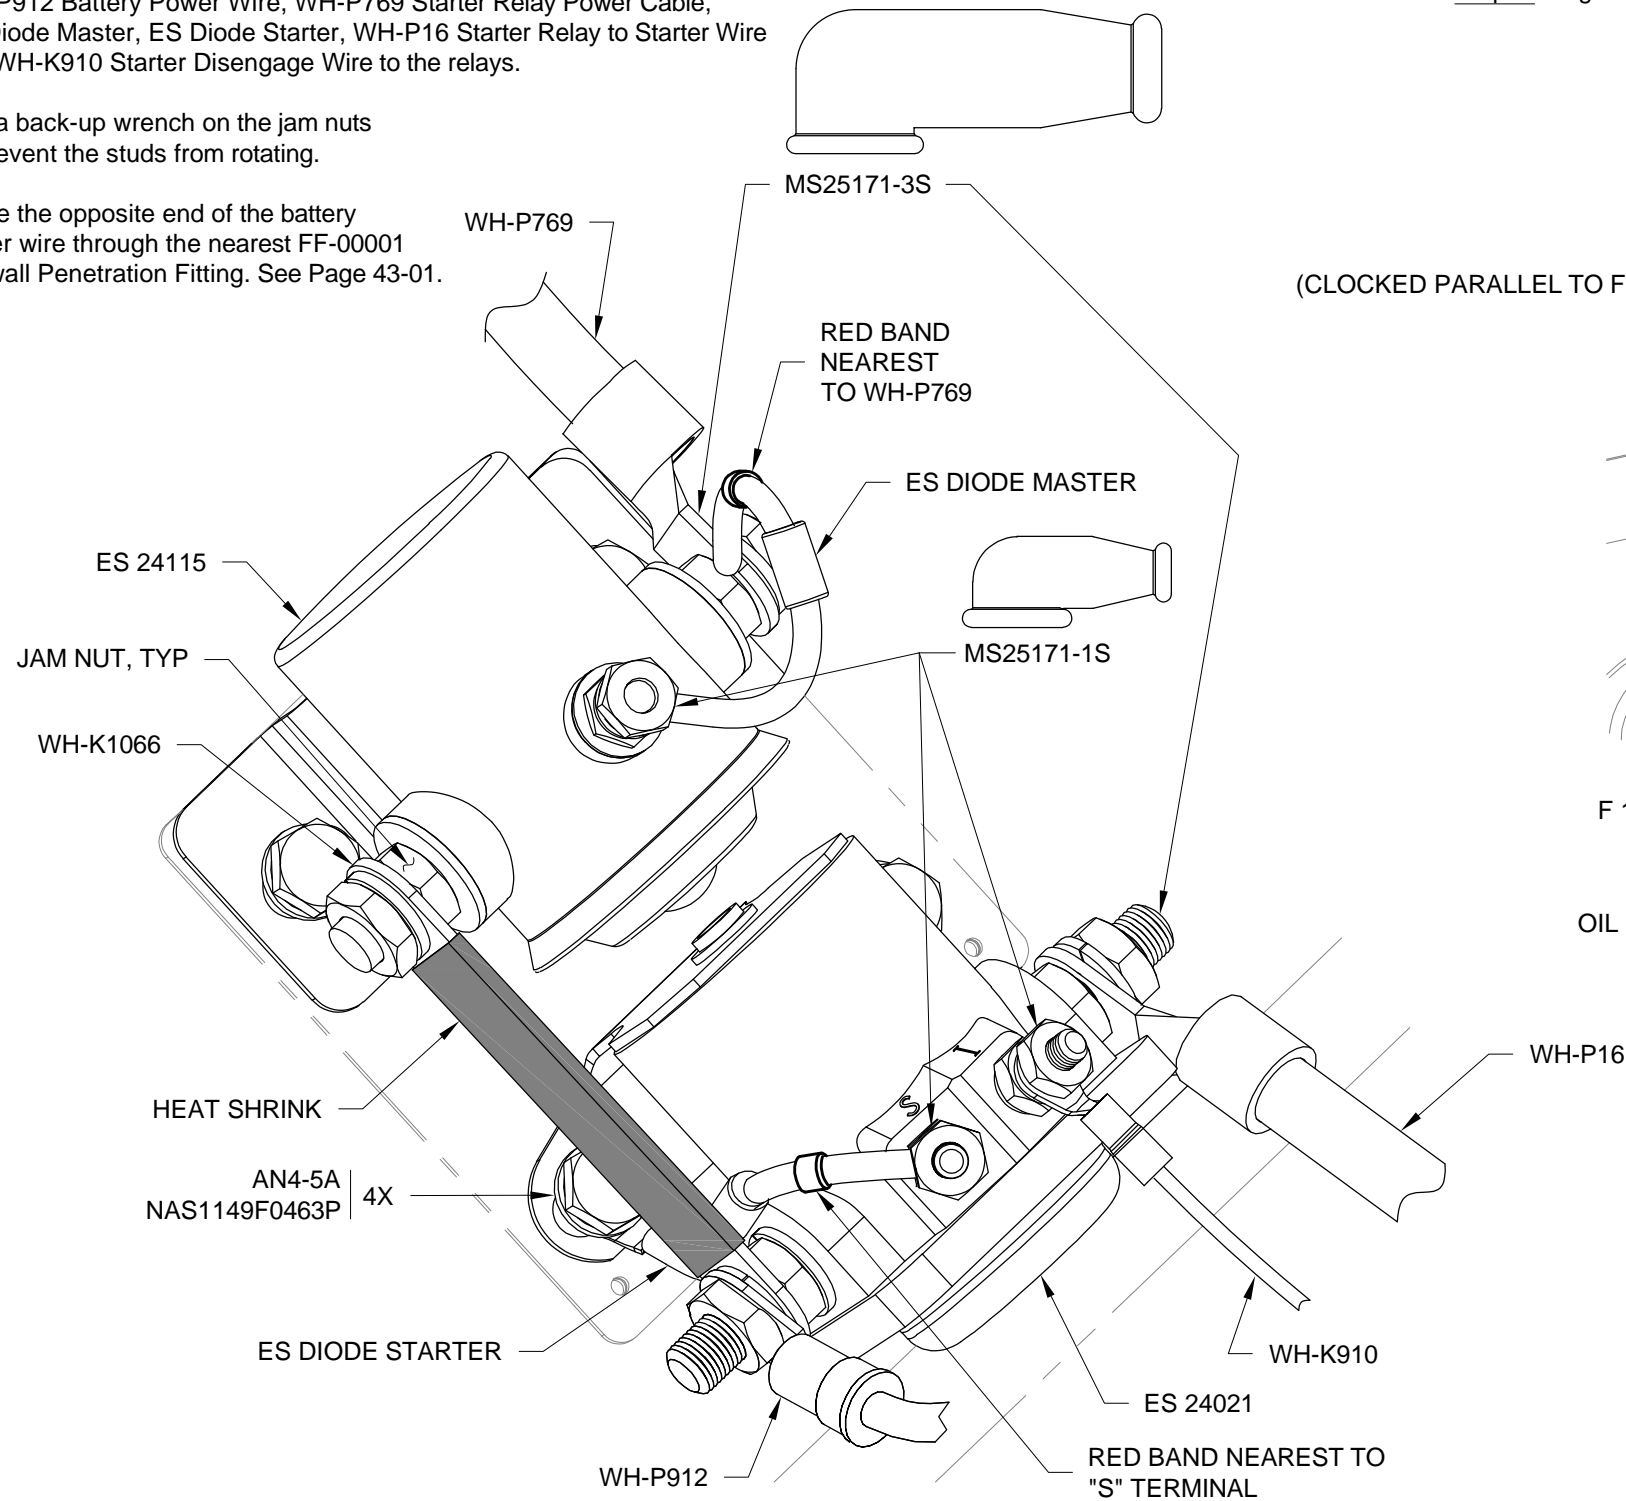 P912 Battery Power Wire, WH-P769 Starter Relay Power Cable,
Diode Master, ES Diode Starter, WH-P16 Starter Relay to Starter Wire
WH-K910 Starter Disengage Wire to the relays.
a back-up wrench on the jam nuts
event the studs from rotating.
e the opposite end of the battery
er wire through the nearest FF-00001
wall Penetration Fitting. See Page 43-01.
MS25171-3S
WH-P769
(CLOCKED PARALLEL TO F
RED BAND
NEAREST
TO WH-P769
ES DIODE MASTER
ES 24115
MS25171-1S
JAM NUT, TYP
WH-K1066
F 1
OIL
WH-P16
I
S
HEAT SHRINK
AN4-5A
NAS1149F0463P
4X
ES DIODE STARTER
WH-K910
ES 24021
RED BAND NEAREST TO
"S" TERMINAL
WH-P912